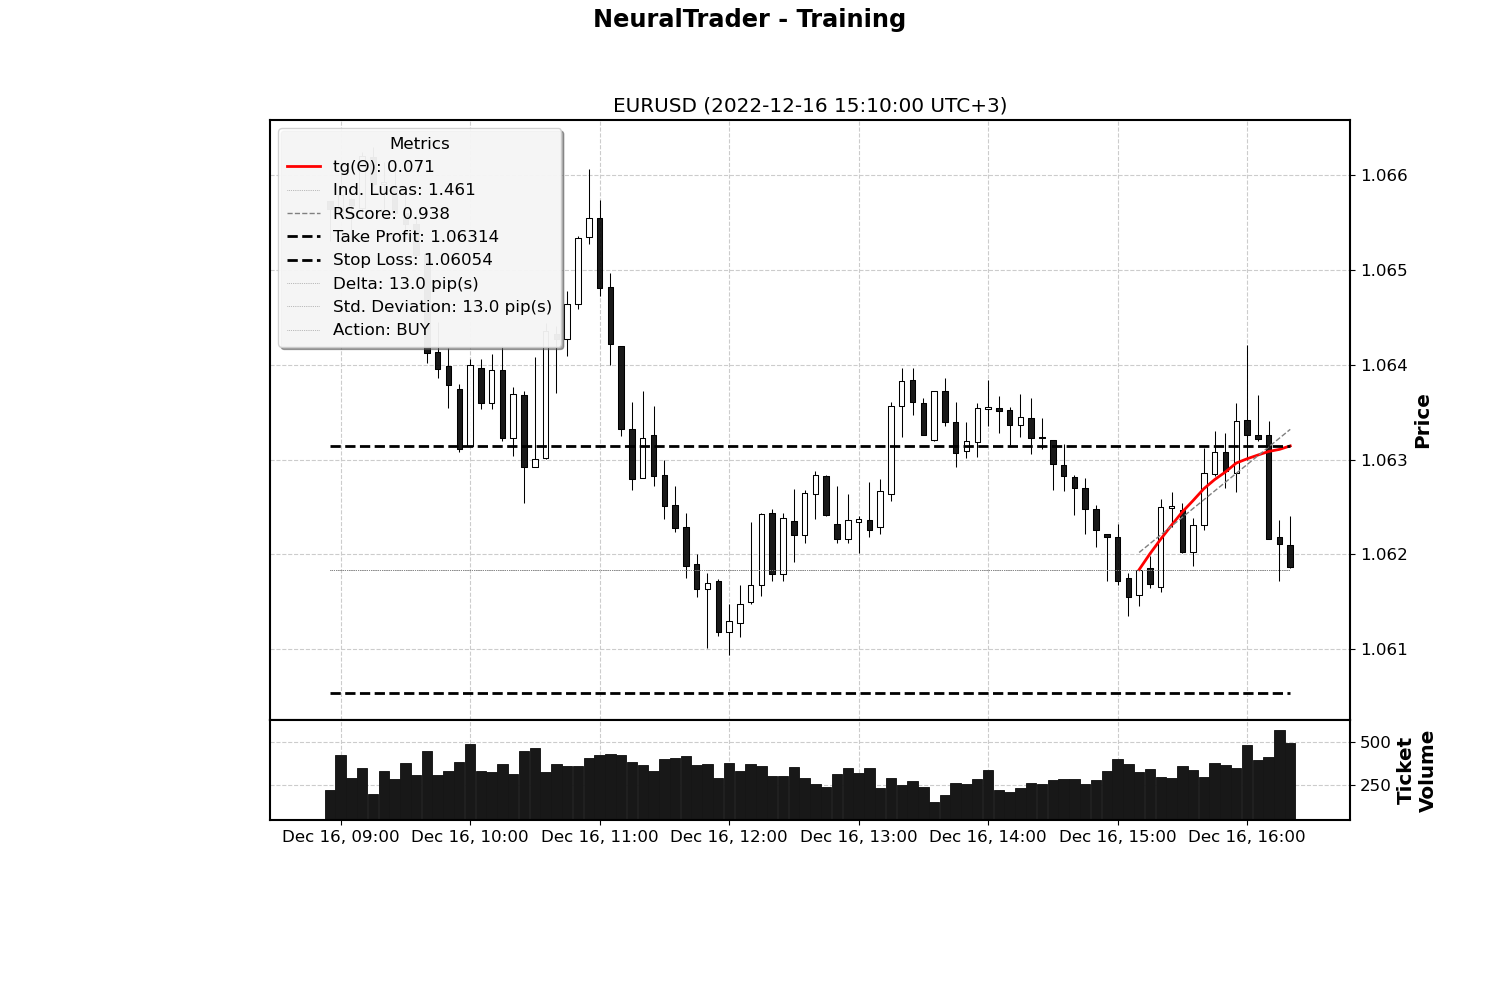 NeuralTrader - Training
EURUSD (2022-12-16 15:10:00 UTC+3)
Metrics
tg(Θ): 0.071
Ind. Lucas: 1.461
RScore: 0.938
Take Profit: 1.06314
Stop Loss: 1.06054
Delta: 13.0 pip(s)
Std. Deviation: 13.0 pip(s)
Action: BUY
1.066
1.065
1.064
1.063
1.062
1.061
Price
500
250
Ticket
Volume
Dec 16, 09:00 Dec 16, 10:00 Dec 16, 11:00 Dec 16, 12:00 Dec 16, 13:00 Dec 16, 14:00 Dec 16, 15:00 Dec 16, 16:00